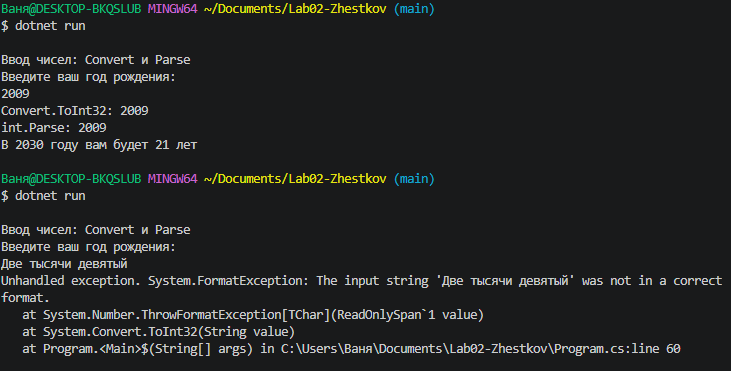 Ваня@DESKTOP-BKQSLUB MINGW64 ~/Documents/Lab02-Zhestkov (main)
$ dotnet run
Ввод чисел: Convert и Parse
Введите ваш год рождения:
2009
Convert.ToInt32: 2009
int.Parse: 2009
В 2030 году вам будет 21 лет
Ваня@DESKTOP-BKQSLUB MINGW64 ~/Documents/Lab02-Zhestkov (main)
$ dotnet run
Ввод чисел: Convert и Parse
Введите ваш год рождения:
Две тысячи девятый
Unhandled exception. System.FormatException: The input string 'Две тысячи девятый' was not in a correct
format.
   at System.Number.ThrowFormatException[TChar](ReadOnlySpan`1 value)
   at System.Convert.ToInt32(String value)
   at Program.<Main>$(String[] args) in C:\Users\Ваня\Documents\Lab02-Zhestkov\Program.cs:line 60